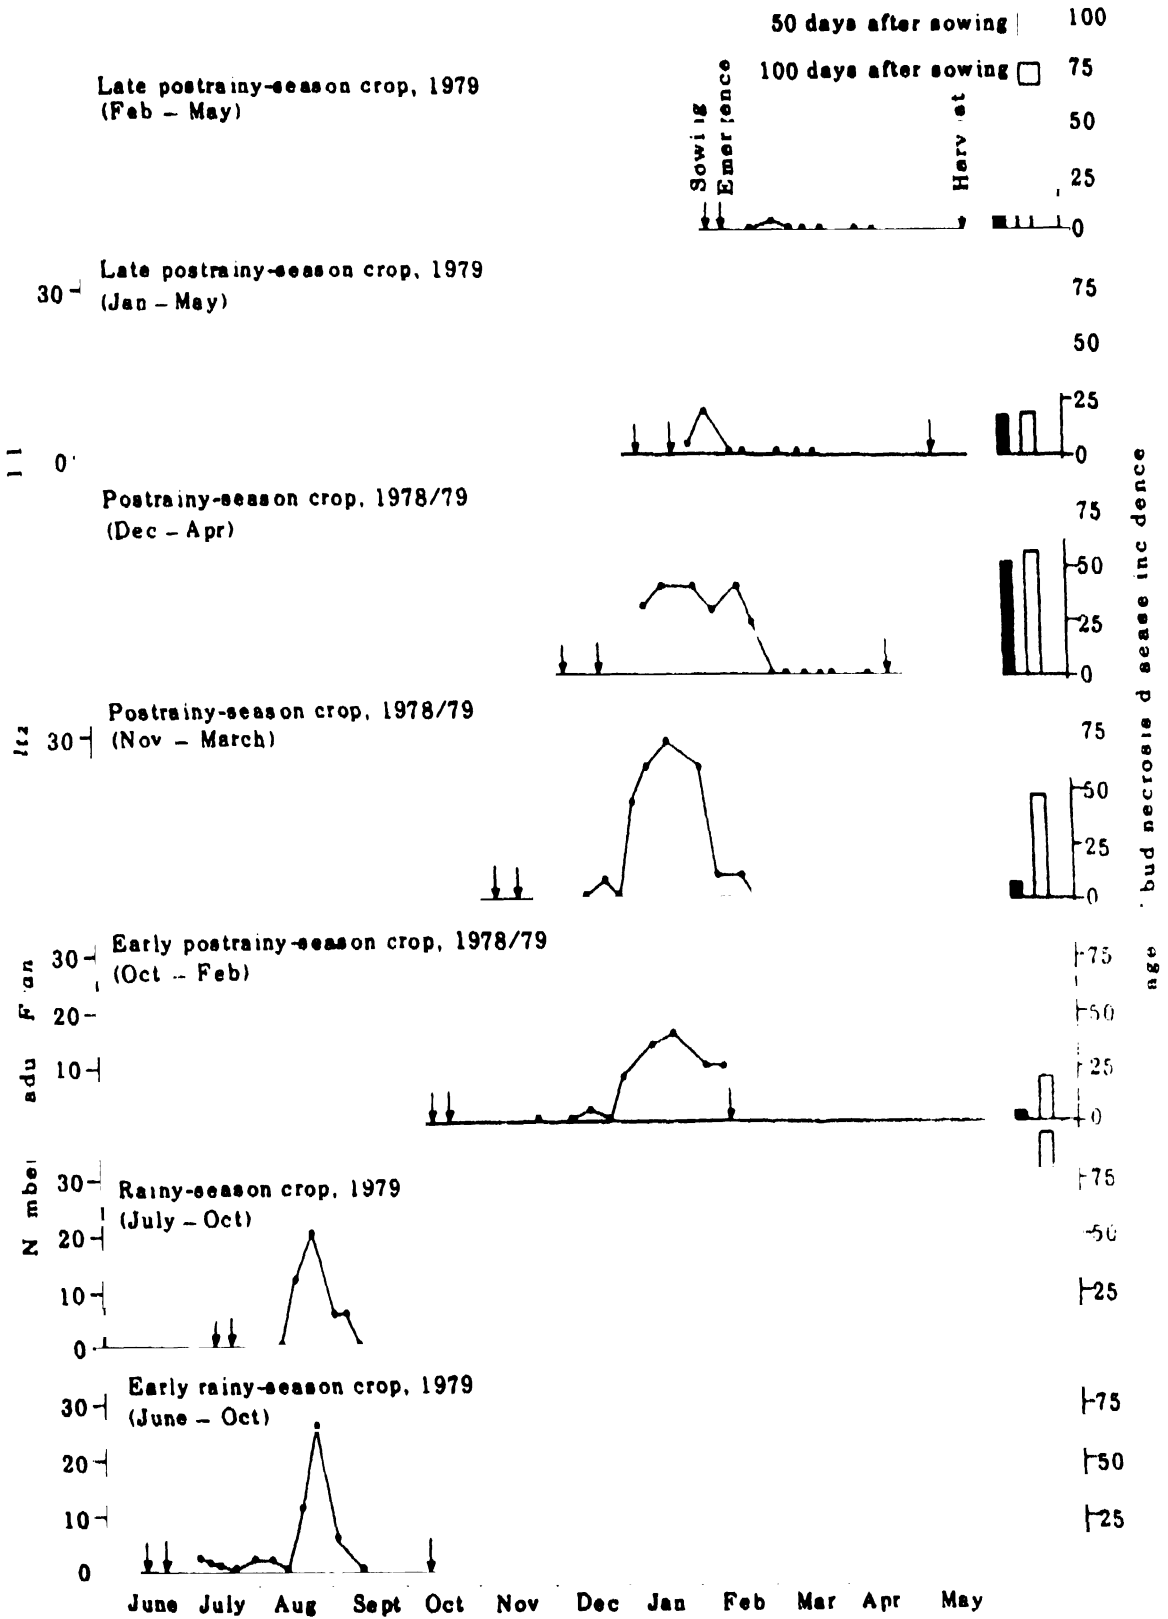 50 days after sowing
100 days after sowing
100
75
50
25
0
Late postrainy-season crop, 1979
(Feb – May)
Late postrainy-season crop, 1979
(Jan – May)
30
0
75
50
25
0
Postrainy-season crop, 1978/79
(Dec – Apr)
75
50
25
0
Postrainy-season crop, 1978/79
(Nov – March)
30
75
50
25
0
Early postrainy-season crop, 1978/79
(Oct – Feb)
30
20
10
75
50
25
0
Rainy-season crop, 1979
(July – Oct)
30
20
10
0
75
50
25
Early rainy-season crop, 1979
(June – Oct)
30
20
10
0
75
50
25
June July Aug Sept Oct Nov Dec Jan Feb Mar Apr May
bud necrosis